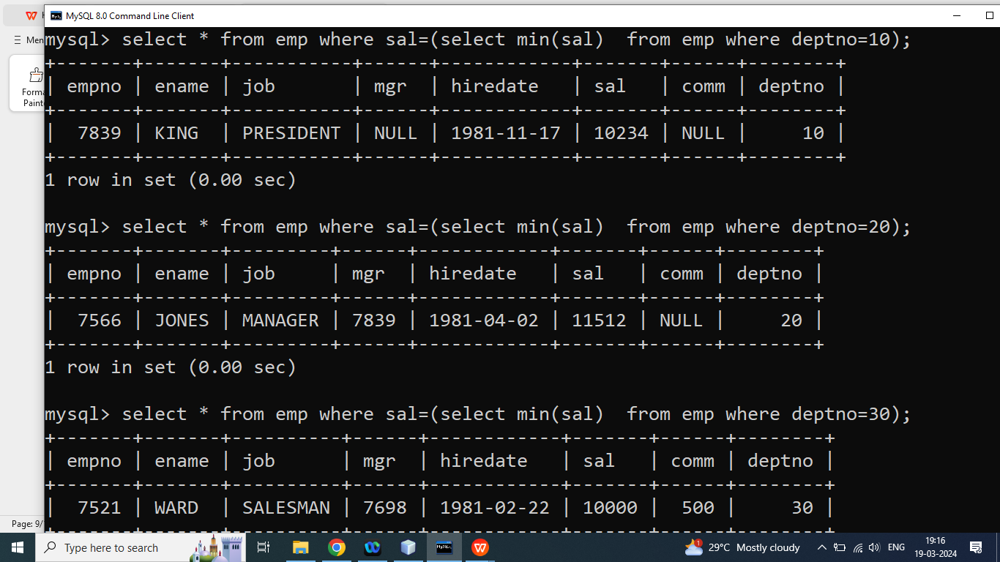 MySQL 8.0 Command Line Client
mysql> select * from emp where sal=(select min(sal)  from emp where deptno=10);
+-------+-------+-----------+------+------------+-------+------+--------+
| empno | ename | job       | mgr  | hiredate   | sal   | comm | deptno |
+-------+-------+-----------+------+------------+-------+------+--------+
|  7839 | KING  | PRESIDENT | NULL | 1981-11-17 | 10234 | NULL |     10 |
+-------+-------+-----------+------+------------+-------+------+--------+
1 row in set (0.00 sec)
mysql> select * from emp where sal=(select min(sal)  from emp where deptno=20);
+-------+-------+---------+------+------------+-------+------+--------+
| empno | ename | job     | mgr  | hiredate   | sal   | comm | deptno |
+-------+-------+---------+------+------------+-------+------+--------+
|  7566 | JONES | MANAGER | 7839 | 1981-04-02 | 11512 | NULL |     20 |
+-------+-------+---------+------+------------+-------+------+--------+
1 row in set (0.00 sec)
mysql> select * from emp where sal=(select min(sal)  from emp where deptno=30);
+-------+-------+----------+------+------------+-------+------+--------+
| empno | ename | job      | mgr  | hiredate   | sal   | comm | deptno |
+-------+-------+----------+------+------------+-------+------+--------+
|  7521 | WARD  | SALESMAN | 7698 | 1981-02-22 | 10000 |  500 |     30 |
+-------+-------+----------+------+------------+-------+------+--------+
Men
Forma
Paint
Page: 9/
Type here to search
MySQL
29°C Mostly cloudy
1
ENG
19:16
19-03-2024